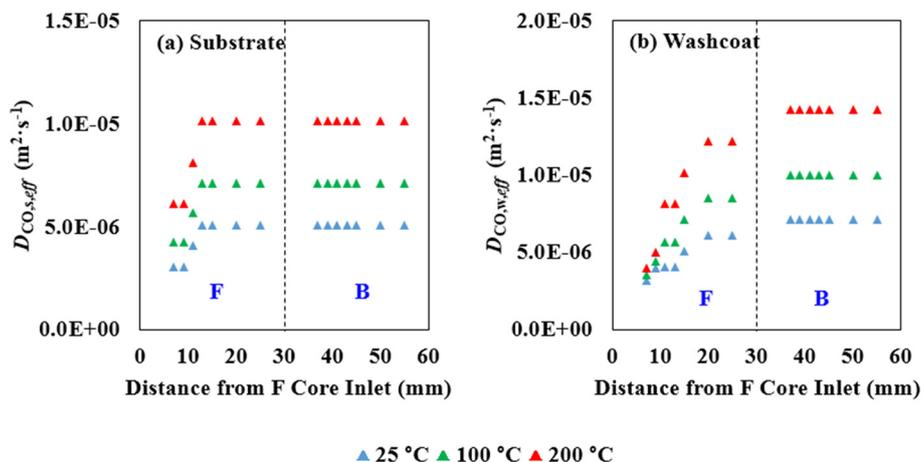 1.5E-05
(a) Substrate
1.0E-05
5.0E-06
0.0E+00
D_CO,s,eff (m²·s⁻¹)
F
B
0 10 20 30 40 50 60
Distance from F Core Inlet (mm)
2.0E-05
(b) Washcoat
1.5E-05
1.0E-05
5.0E-06
0.0E+00
D_CO,w,eff (m²·s⁻¹)
F
B
0 10 20 30 40 50 60
Distance from F Core Inlet (mm)
25 °C 100 °C 200 °C